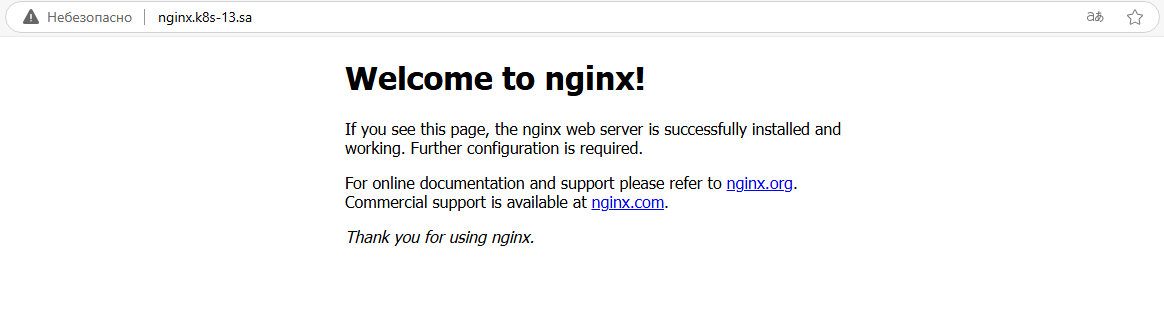 Небезопасно nginx.k8s-13.sa aあ
Welcome to nginx!
If you see this page, the nginx web server is successfully installed and
working. Further configuration is required.
For online documentation and support please refer to nginx.org.
Commercial support is available at nginx.com.
Thank you for using nginx.